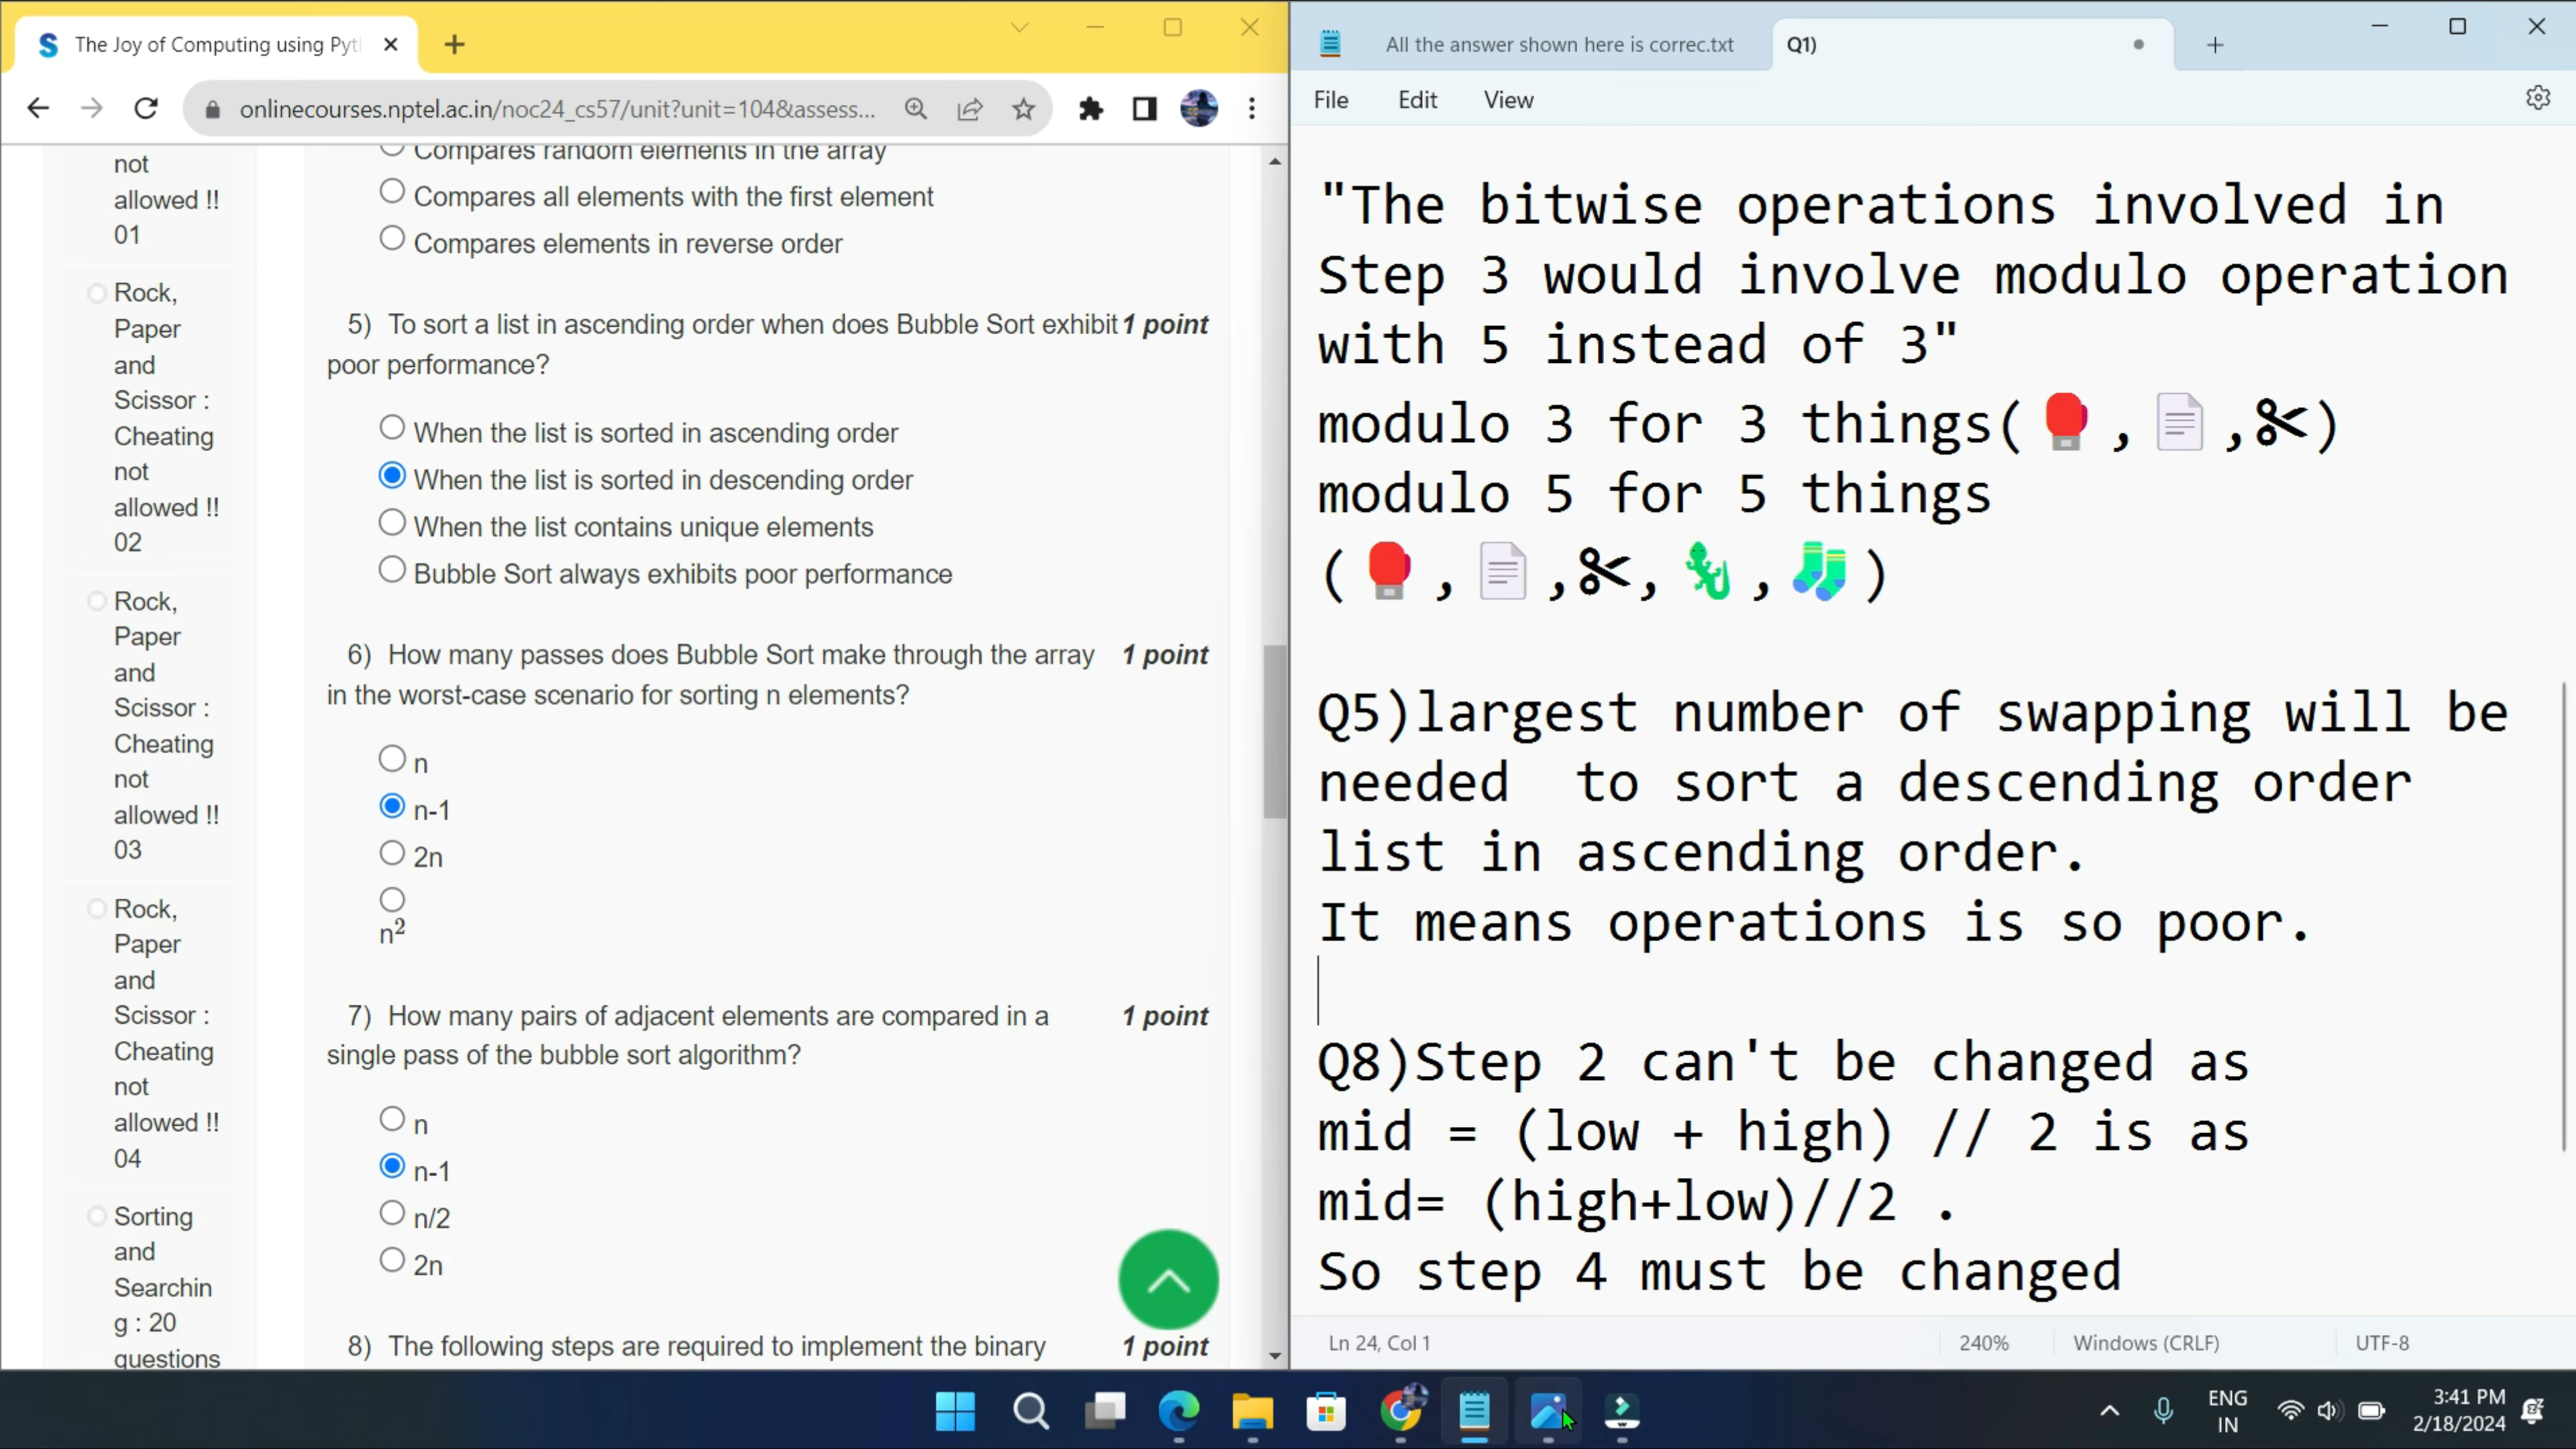 The Joy of Computing using Pyt
onlinecourses.nptel.ac.in/noc24_cs57/unit?unit=104&assess...
not
allowed !!
01
Rock,
Paper
and
Scissor :
Cheating
not
allowed !!
02
Rock,
Paper
and
Scissor :
Cheating
not
allowed !!
03
Rock,
Paper
and
Scissor :
Cheating
not
allowed !!
04
Sorting
and
Searchin
g : 20
questions
Compares random elements in the array
Compares all elements with the first element
Compares elements in reverse order
5) To sort a list in ascending order when does Bubble Sort exhibit 1 point
poor performance?
When the list is sorted in ascending order
When the list is sorted in descending order
When the list contains unique elements
Bubble Sort always exhibits poor performance
6) How many passes does Bubble Sort make through the array 1 point
in the worst-case scenario for sorting n elements?
n
n-1
2n
n²
7) How many pairs of adjacent elements are compared in a 1 point
single pass of the bubble sort algorithm?
n
n-1
n/2
2n
8) The following steps are required to implement the binary 1 point
All the answer shown here is correc.txt
Q1)
File Edit View
"The bitwise operations involved in
Step 3 would involve modulo operation
with 5 instead of 3"
modulo 3 for 3 things(🥊,📄,✂)
modulo 5 for 5 things
(🥊,📄,✂,🦎,🧦)
Q5)largest number of swapping will be
needed  to sort a descending order
list in ascending order.
It means operations is so poor.
Q8)Step 2 can't be changed as
mid = (low + high) // 2 is as
mid= (high+low)//2 .
So step 4 must be changed
Ln 24, Col 1 240% Windows (CRLF) UTF-8
ENG
IN
3:41 PM
2/18/2024